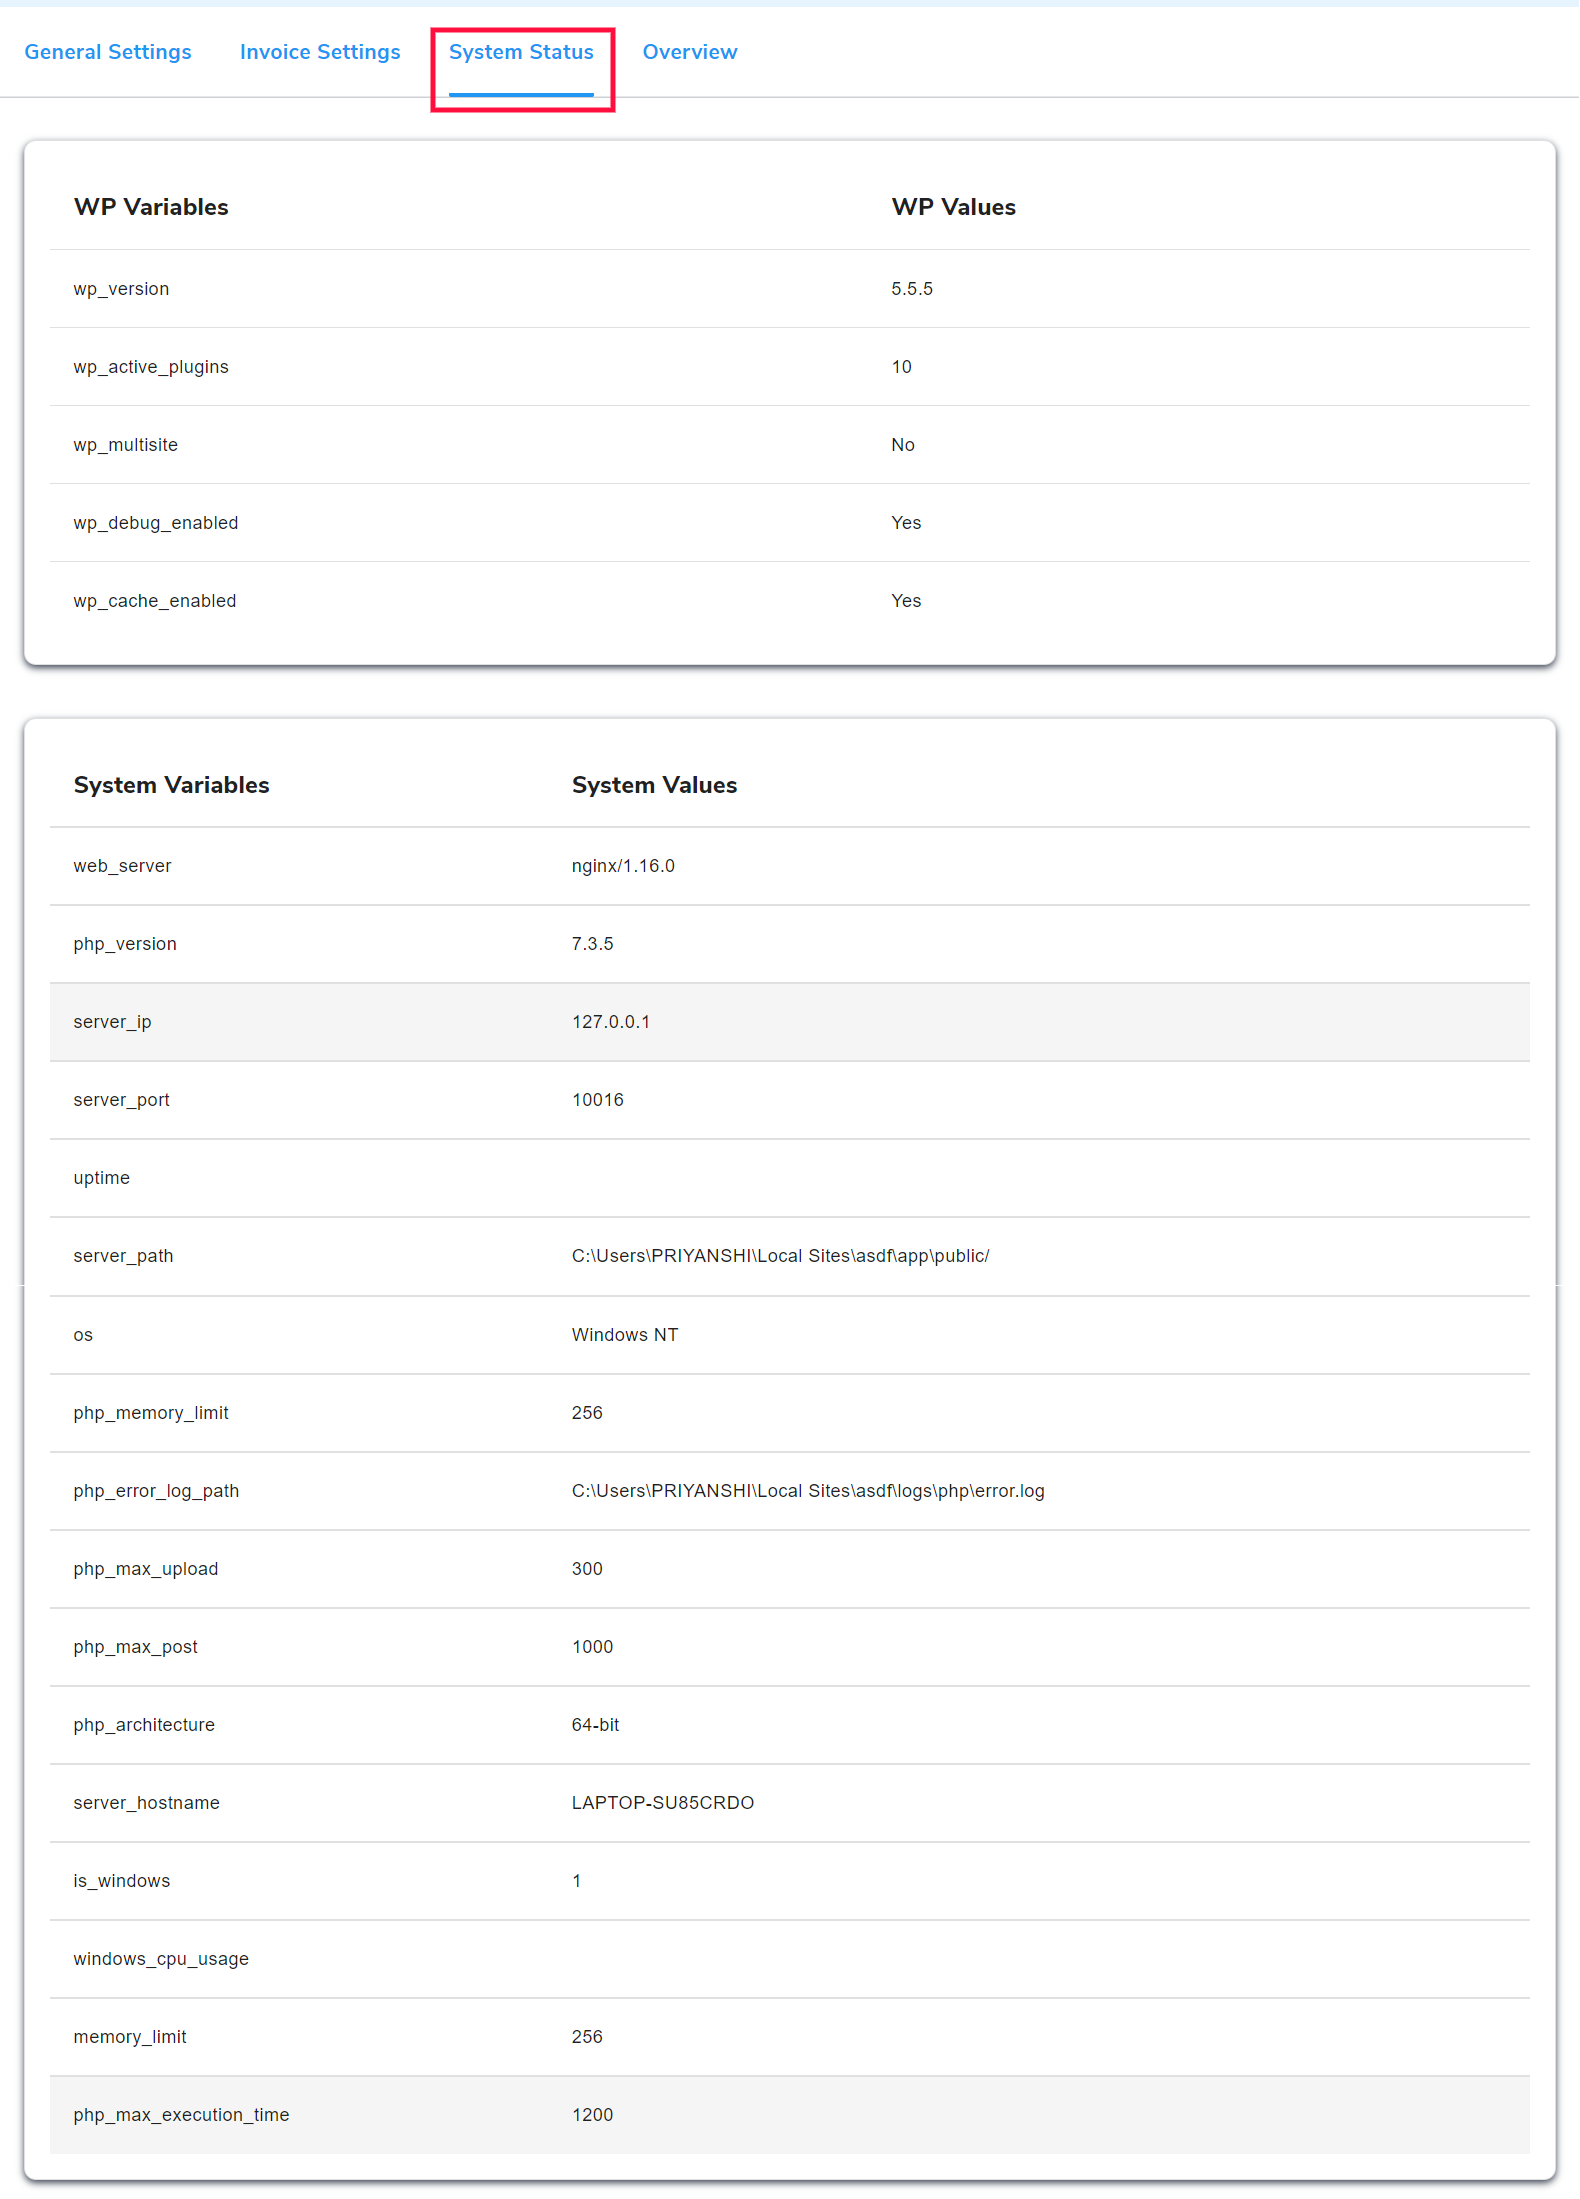 General Settings Invoice Settings System Status Overview
WP Variables WP Values
wp_version 5.5.5
wp_active_plugins 10
wp_multisite No
wp_debug_enabled Yes
wp_cache_enabled Yes
System Variables System Values
web_server nginx/1.16.0
php_version 7.3.5
server_ip 127.0.0.1
server_port 10016
uptime
server_path C:\Users\PRIYANSHI\Local Sites\asdf\app\public/
os Windows NT
php_memory_limit 256
php_error_log_path C:\Users\PRIYANSHI\Local Sites\asdf\logs\php\error.log
php_max_upload 300
php_max_post 1000
php_architecture 64-bit
server_hostname LAPTOP-SU85CRDO
is_windows 1
windows_cpu_usage
memory_limit 256
php_max_execution_time 1200